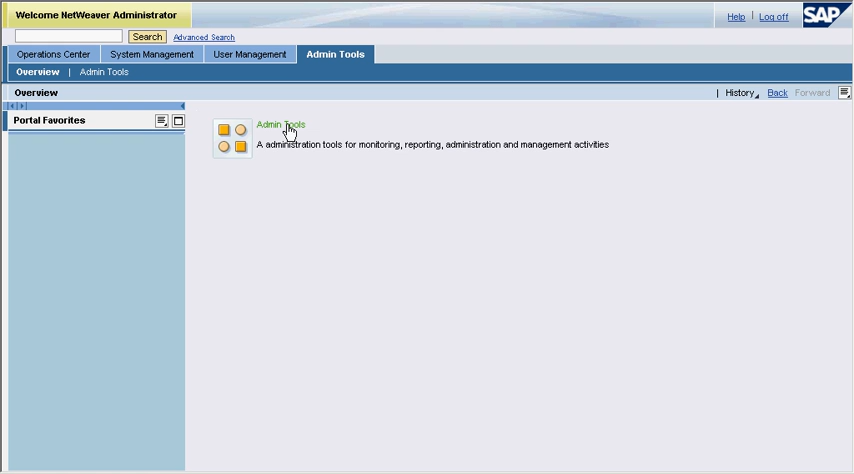 Welcome NetWeaver Administrator
Help Log off SAP
Search Advanced Search
Operations Center System Management User Management Admin Tools
Overview | Admin Tools
Overview | History Back Forward
Portal Favorites
Admin Tools
A administration tools for monitoring, reporting, administration and management activities